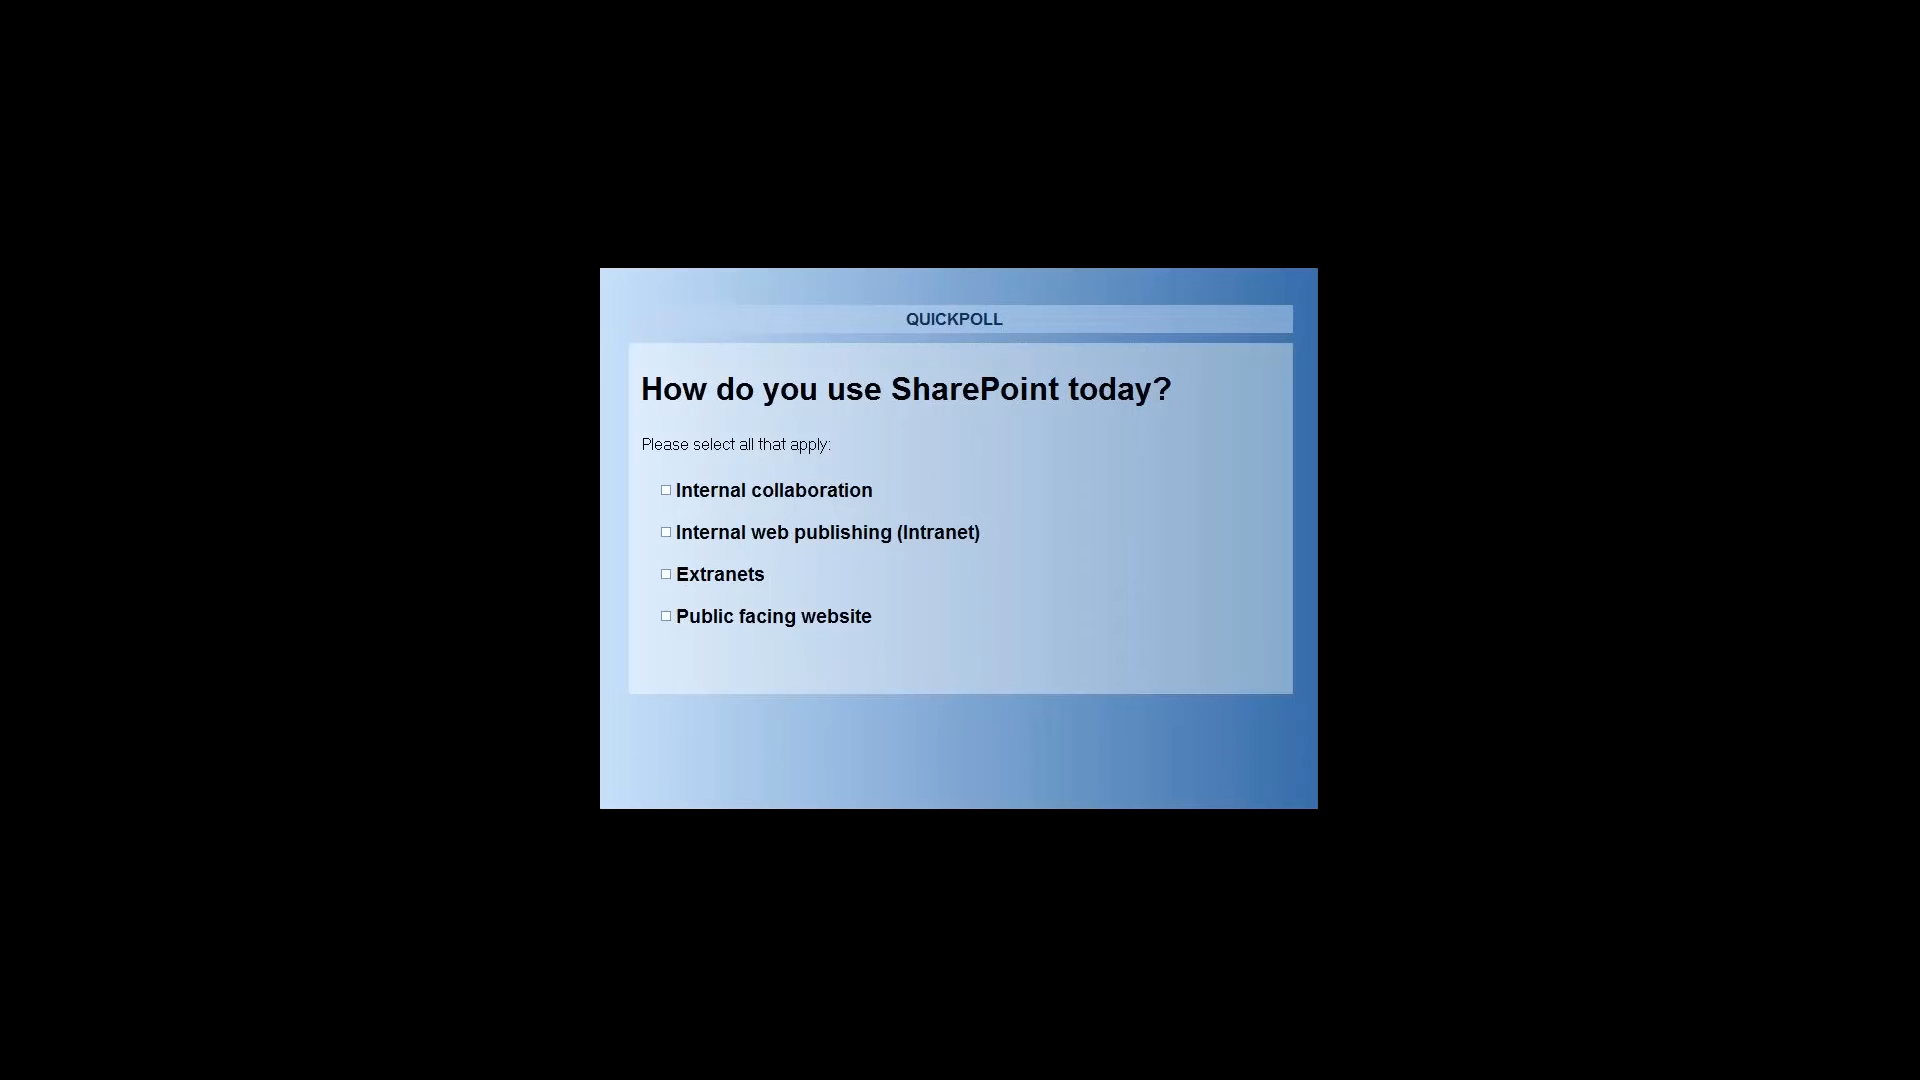 QUICKPOLL
How do you use SharePoint today?
Please select all that apply:
Internal collaboration
Internal web publishing (Intranet)
Extranets
Public facing website